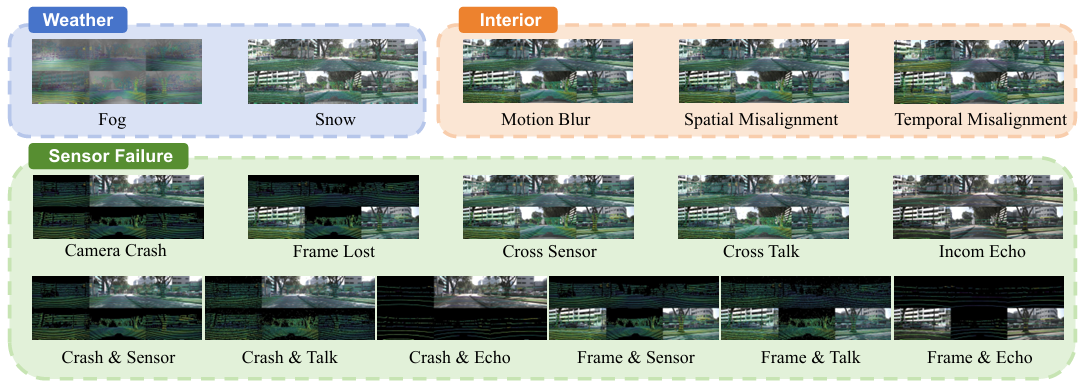 Weather
Interior
Fog
Snow
Motion Blur
Spatial Misalignment
Temporal Misalignment
Sensor Failure
Camera Crash
Frame Lost
Cross Sensor
Cross Talk
Incom Echo
Crash & Sensor
Crash & Talk
Crash & Echo
Frame & Sensor
Frame & Talk
Frame & Echo